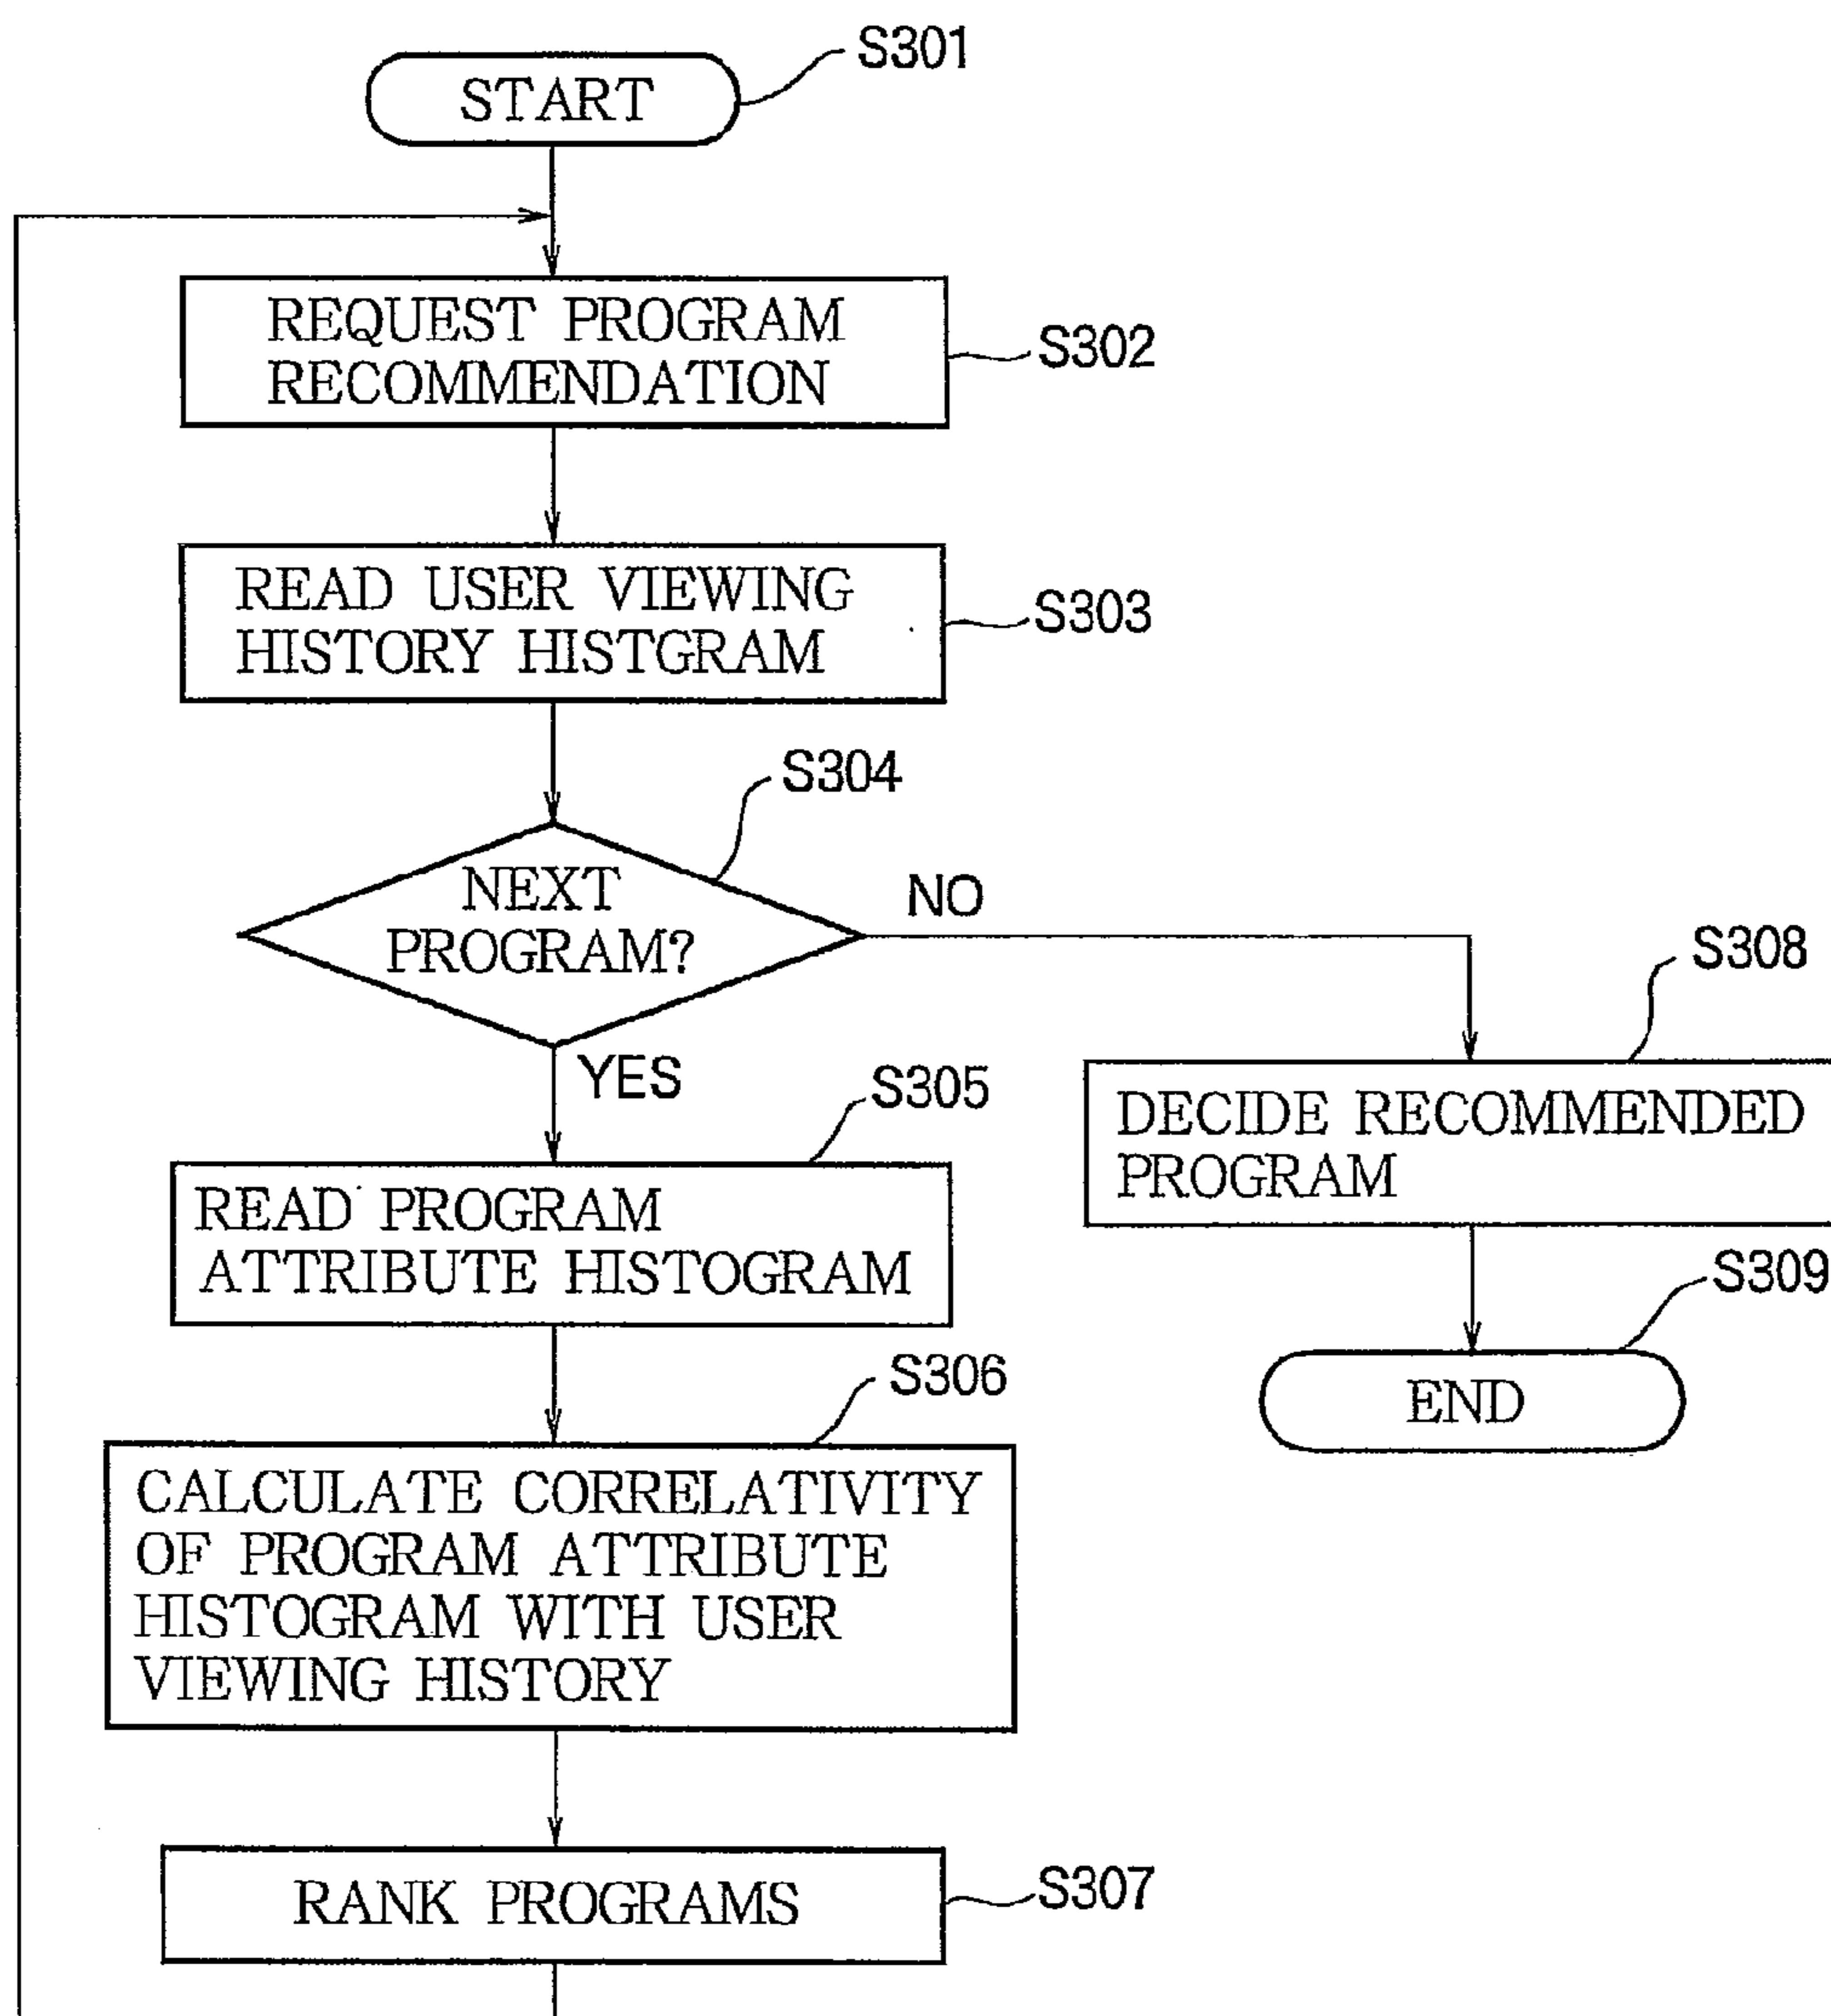 START
S301
REQUEST PROGRAM
RECOMMENDATION
S302
READ USER VIEWING
HISTORY HISTGRAM
S303
S304
NEXT
PROGRAM?
NO
YES
S305
READ PROGRAM
ATTRIBUTE HISTOGRAM
S308
DECIDE RECOMMENDED
PROGRAM
S309
END
S306
CALCULATE CORRELATIVITY
OF PROGRAM ATTRIBUTE
HISTOGRAM WITH USER
VIEWING HISTORY
RANK PROGRAMS
S307